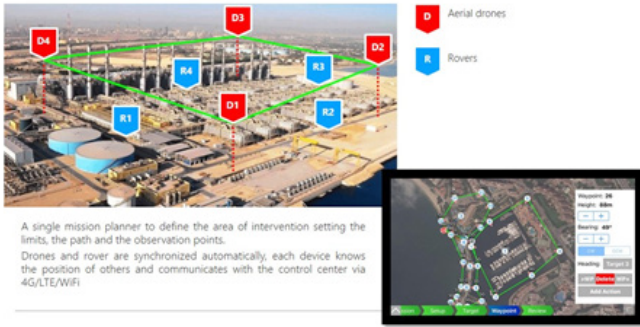 D3
D4
D2
R4
R3
D1
R1
R2
D Aerial drones
R Rovers
A single mission planner to define the area of intervention setting the
limits, the path and the observation points.
Drones and rover are synchronized automatically, each device knows
the position of others and communicates with the control center via
4G/LTE/WiFi
Waypoint: 26
Height: 88m
- +
Bearing: 49°
- +
Heading: Target 3
Delete
Add Action
Setup
Target
Waypoint
Review